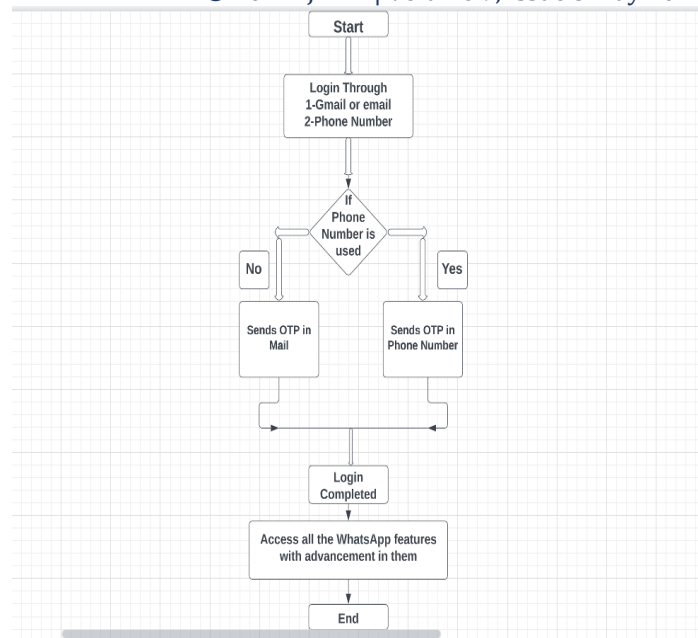 Start
Login Through
1-Gmail or email
2-Phone Number
If
Phone
Number is
used
No
Yes
Sends OTP in
Mail
Sends OTP in
Phone Number
Login
Completed
Access all the WhatsApp features
with advancement in them
End